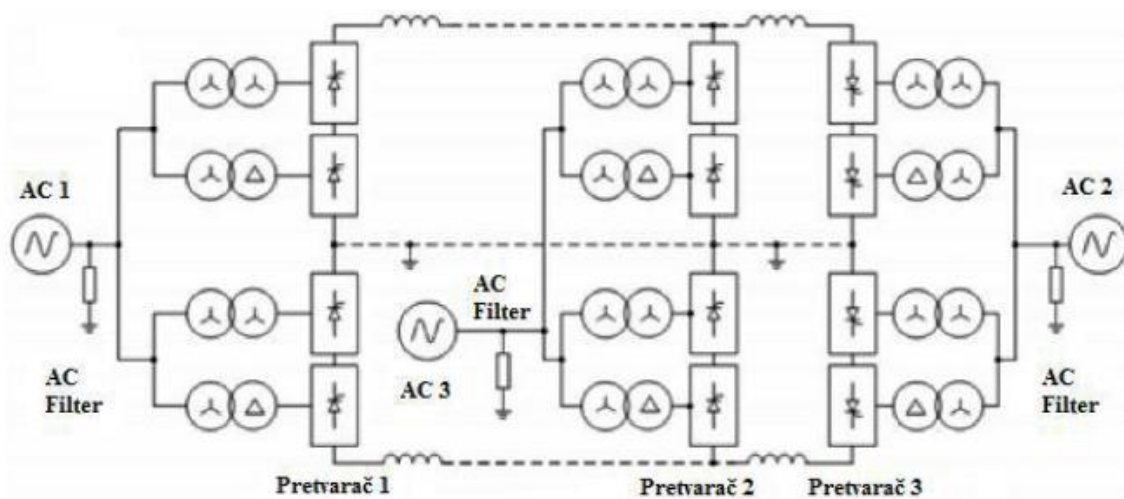 AC 1
AC 2
AC
Filter
AC 3
AC
Filter
AC
Filter
Pretvarač 1
Pretvarač 2
Pretvarač 3